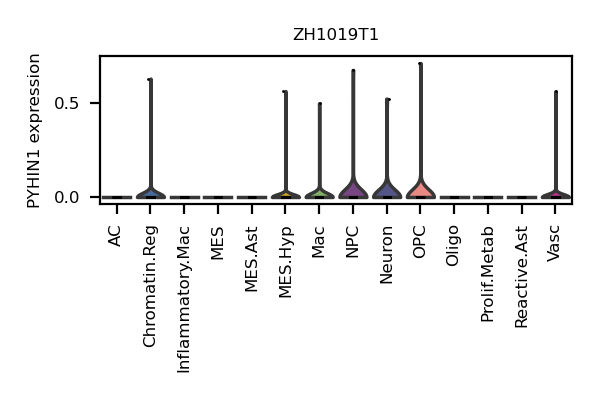 ZH1019T1
PYHIN1 expression
0.5
0.0
AC
Chromatin.Reg
Inflammatory.Mac
MES
MES.Ast
MES.Hyp
Mac
NPC
Neuron
OPC
Oligo
Prolif.Metab
Reactive.Ast
Vasc